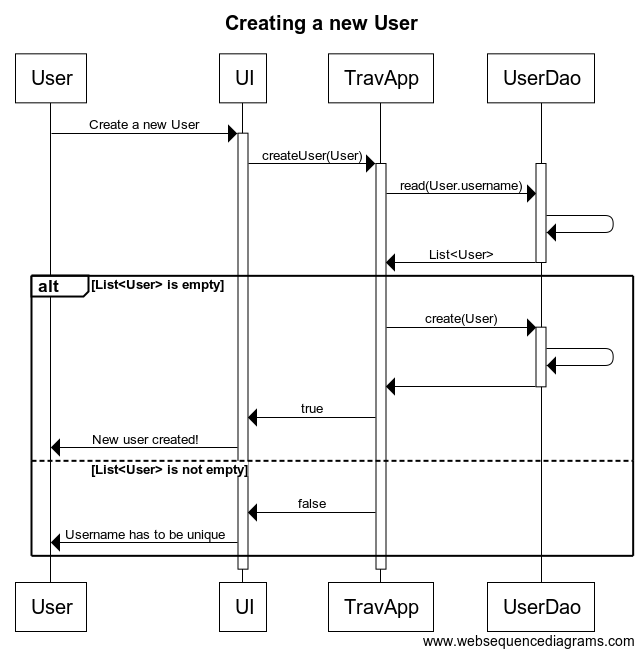 Creating a new User
User
UI
TravApp
UserDao
Create a new User
createUser(User)
read(User.username)
List<User>
alt
[List<User> is empty]
create(User)
true
New user created!
[List<User> is not empty]
false
Username has to be unique
User
UI
TravApp
UserDao
www.websequencediagrams.com